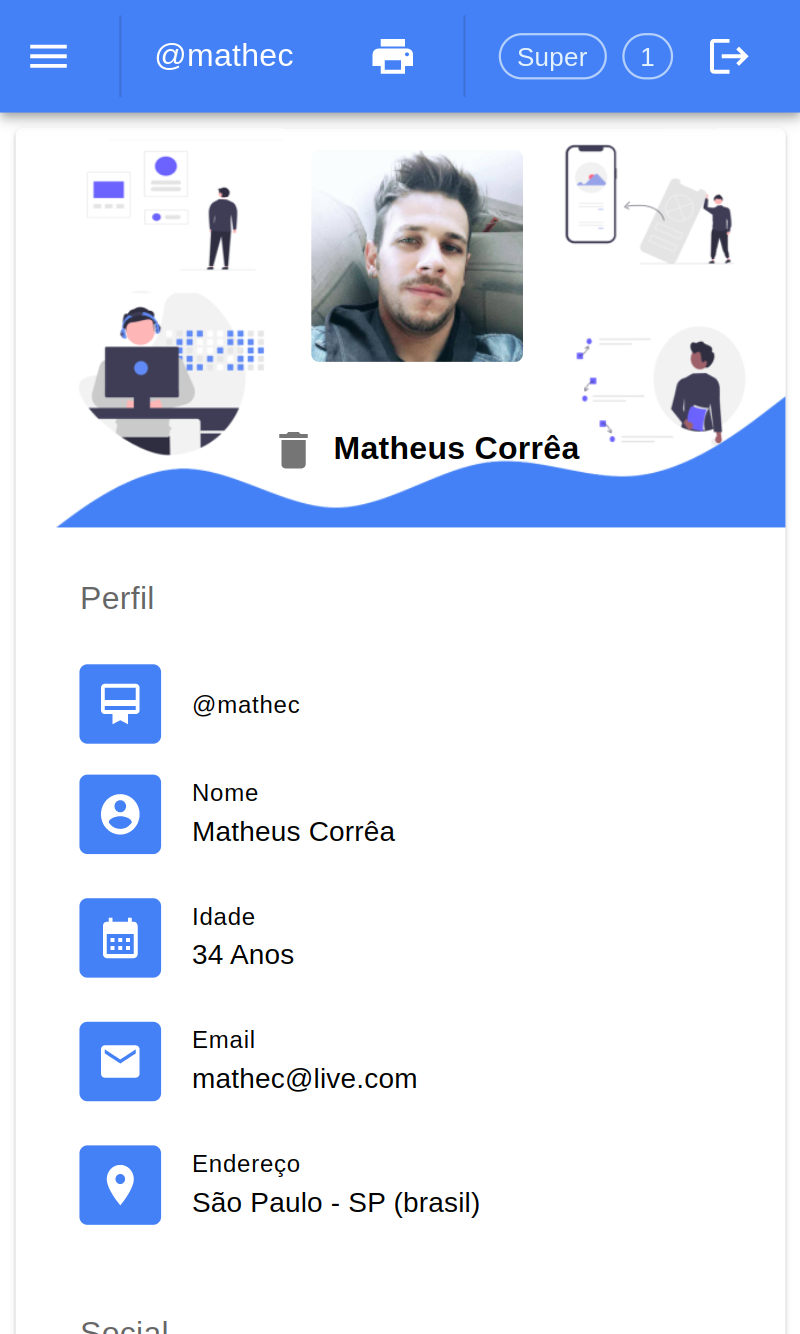 @mathec
Super
1
Matheus Corrêa
Perfil
@mathec
Nome
Matheus Corrêa
Idade
34 Anos
Email
mathec@live.com
Endereço
São Paulo - SP (brasil)
Social